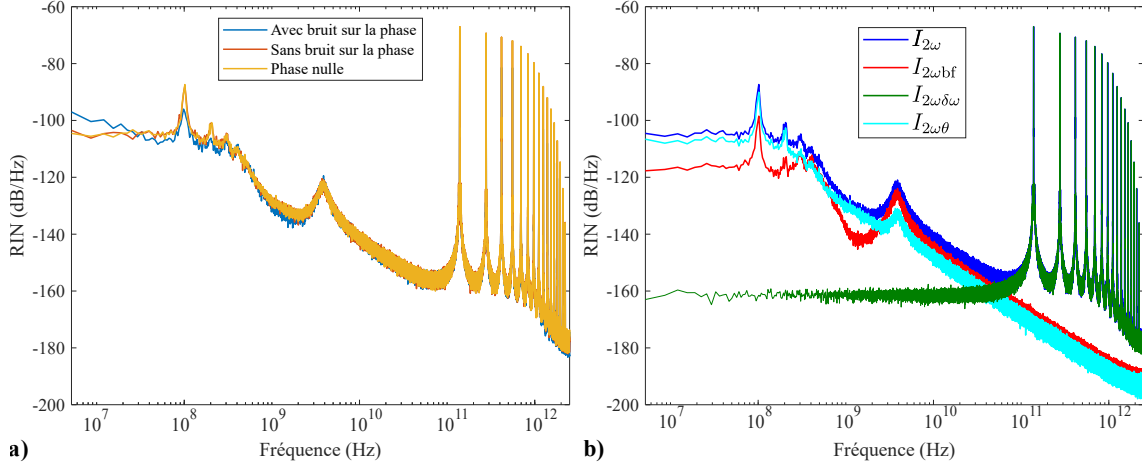 -60
-80
-100
-120
-140
-160
-180
-200
RIN (dB/Hz)
Avec bruit sur la phase
Sans bruit sur la phase
Phase nulle
10^7 10^8 10^9 10^10 10^11 10^12
Fréquence (Hz)
a)
-60
-80
-100
-120
-140
-160
-180
-200
RIN (dB/Hz)
I_{2ω}
I_{2ωbf}
I_{2ωδω}
I_{2ωθ}
10^7 10^8 10^9 10^10 10^11 10^12
Fréquence (Hz)
b)